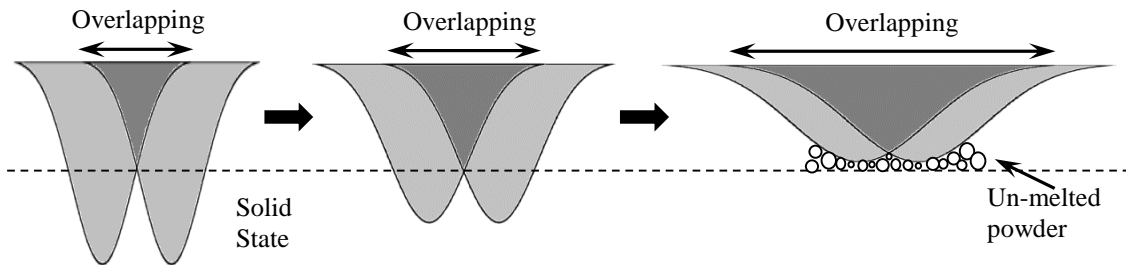 Overlapping
Overlapping
Overlapping
Solid
State
Un-melted
powder